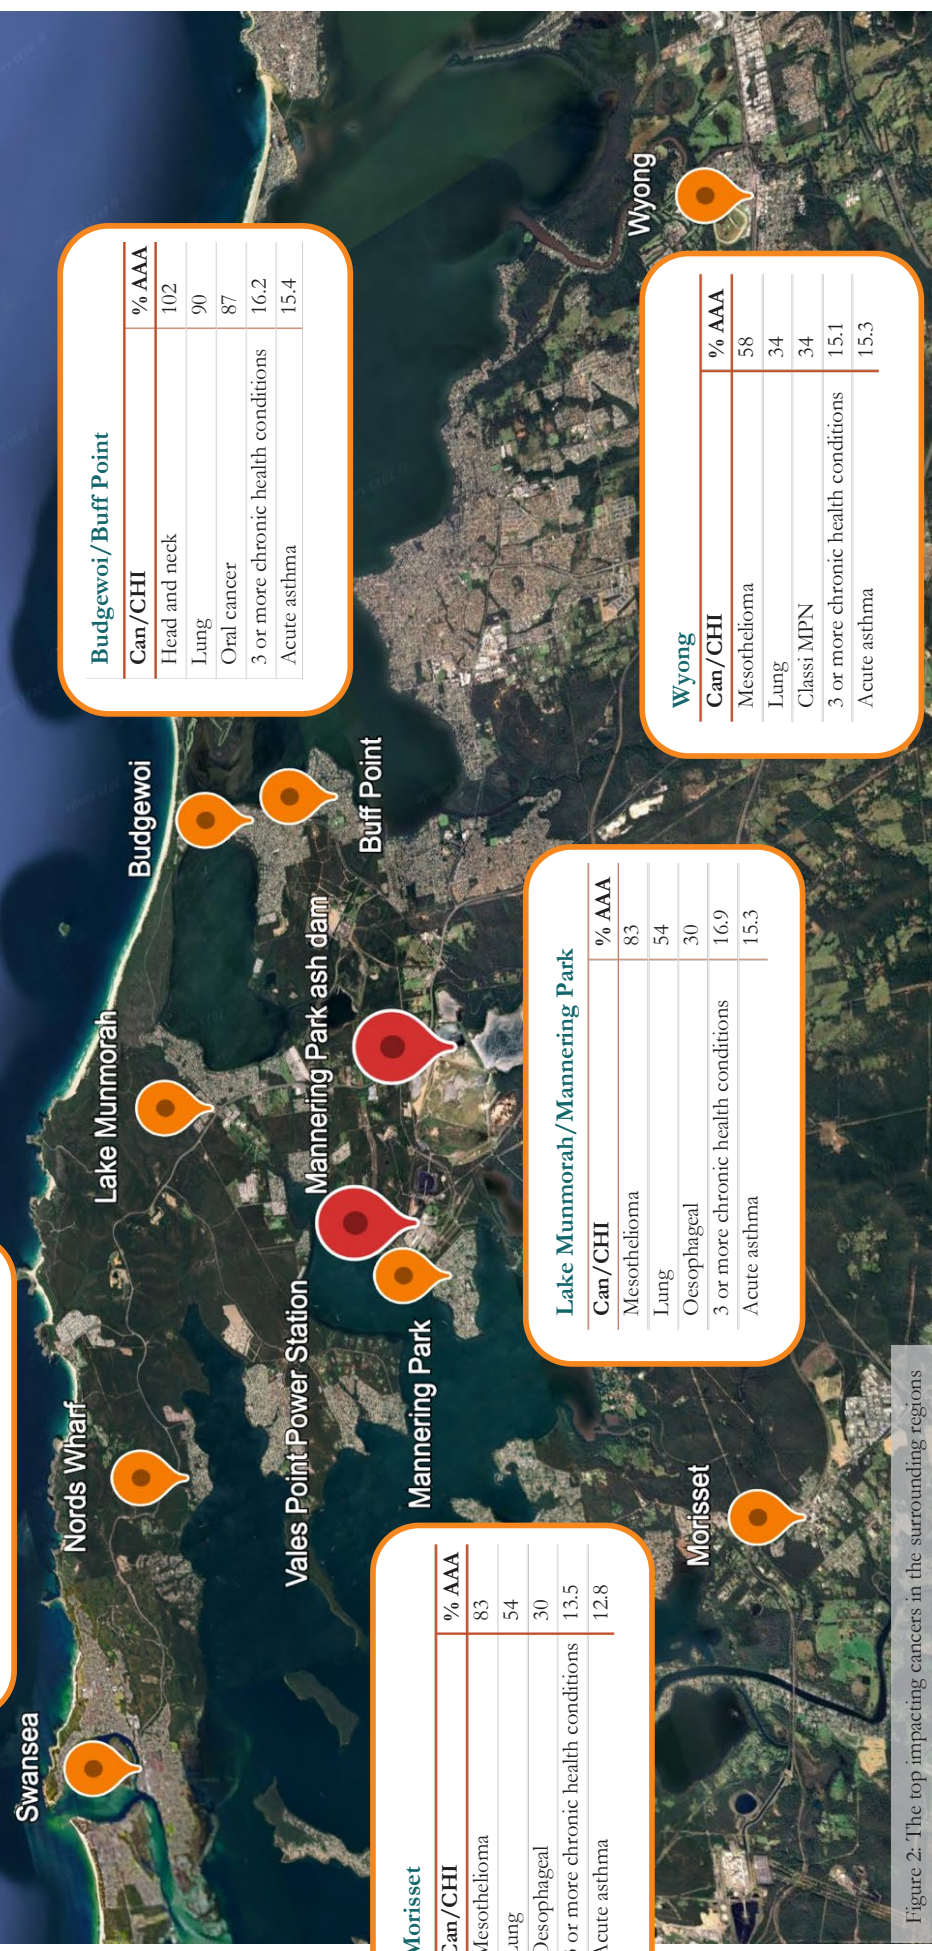 Swansea
Nords Wharf
Lake Munmorah
Budgewoi
Buff Point
Mannering Park ash dam
Vales Point Power Station
Mannering Park
Morisset
Wyong
Budgewoi/Buff Point
Can/CHI % AAA
Head and neck 102
Lung 90
Oral cancer 87
3 or more chronic health conditions 16.2
Acute asthma 15.4
Morisset
Can/CHI % AAA
Mesothelioma 83
Lung 54
Oesophageal 30
or more chronic health conditions 13.5
Acute asthma 12.8
Lake Munmorah/Mannering Park
Can/CHI % AAA
Mesothelioma 83
Lung 54
Oesophageal 30
3 or more chronic health conditions 16.9
Acute asthma 15.3
Wyong
Can/CHI % AAA
Mesothelioma 58
Lung 34
Classi MPN 34
3 or more chronic health conditions 15.1
Acute asthma 15.3
Figure 2: The top impacting cancers in the surrounding regions